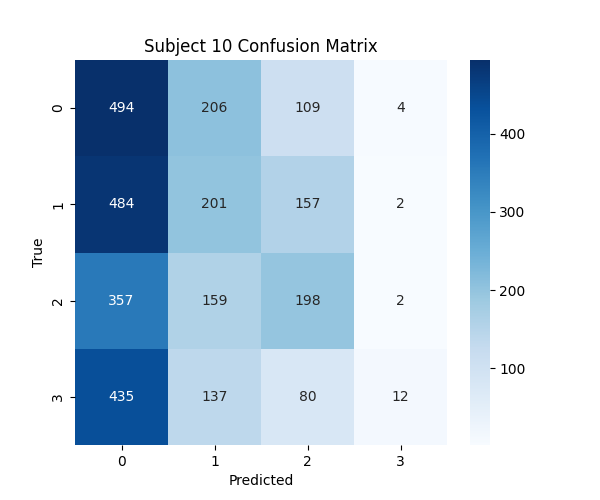 Subject 10 Confusion Matrix
0 494 206 109 4
1 484 201 157 2
2 357 159 198 2
3 435 137 80 12
0 1 2 3
Predicted
True
400
300
200
100